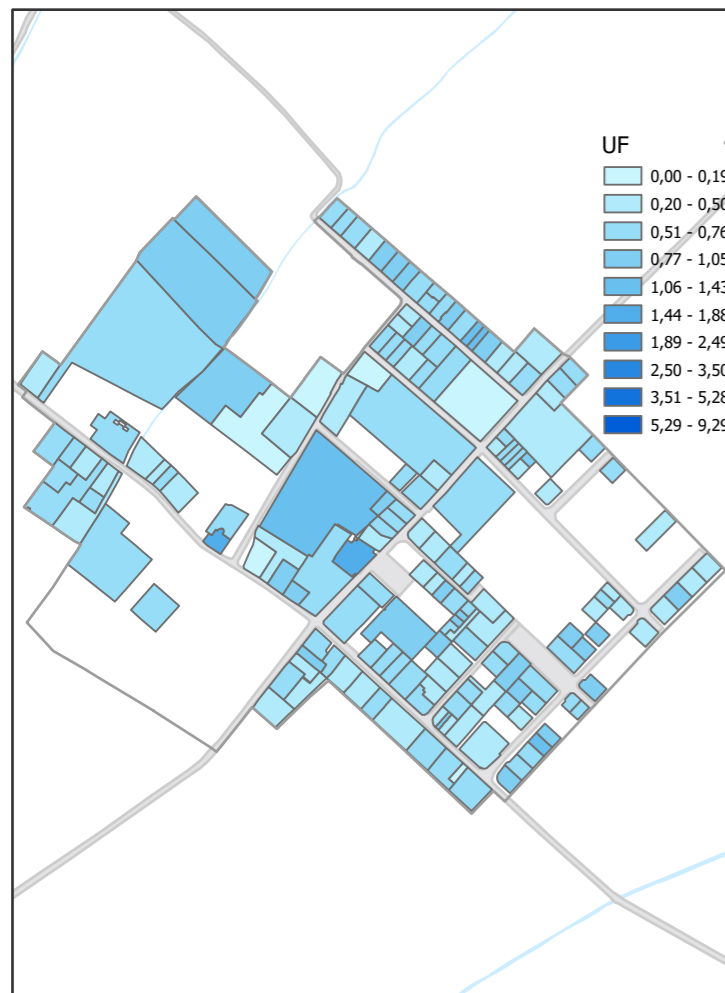 UF
0,00 - 0,19
0,20 - 0,50
0,51 - 0,76
0,77 - 1,05
1,06 - 1,43
1,44 - 1,88
1,89 - 2,49
2,50 - 3,50
3,51 - 5,28
5,29 - 9,29